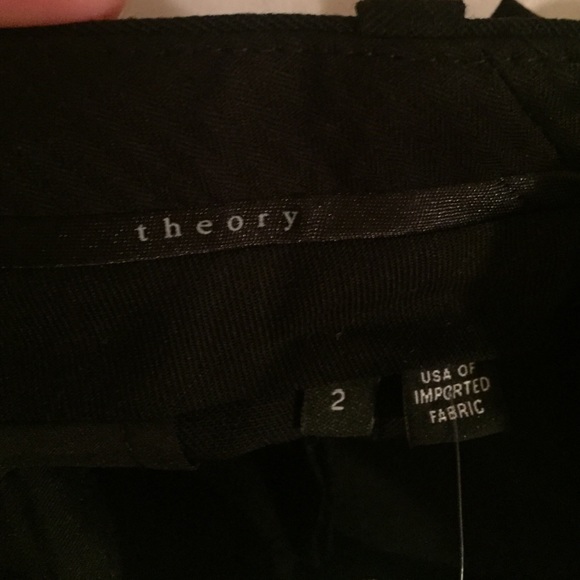 theory
2
USA OF
IMPORTED
FABRIC